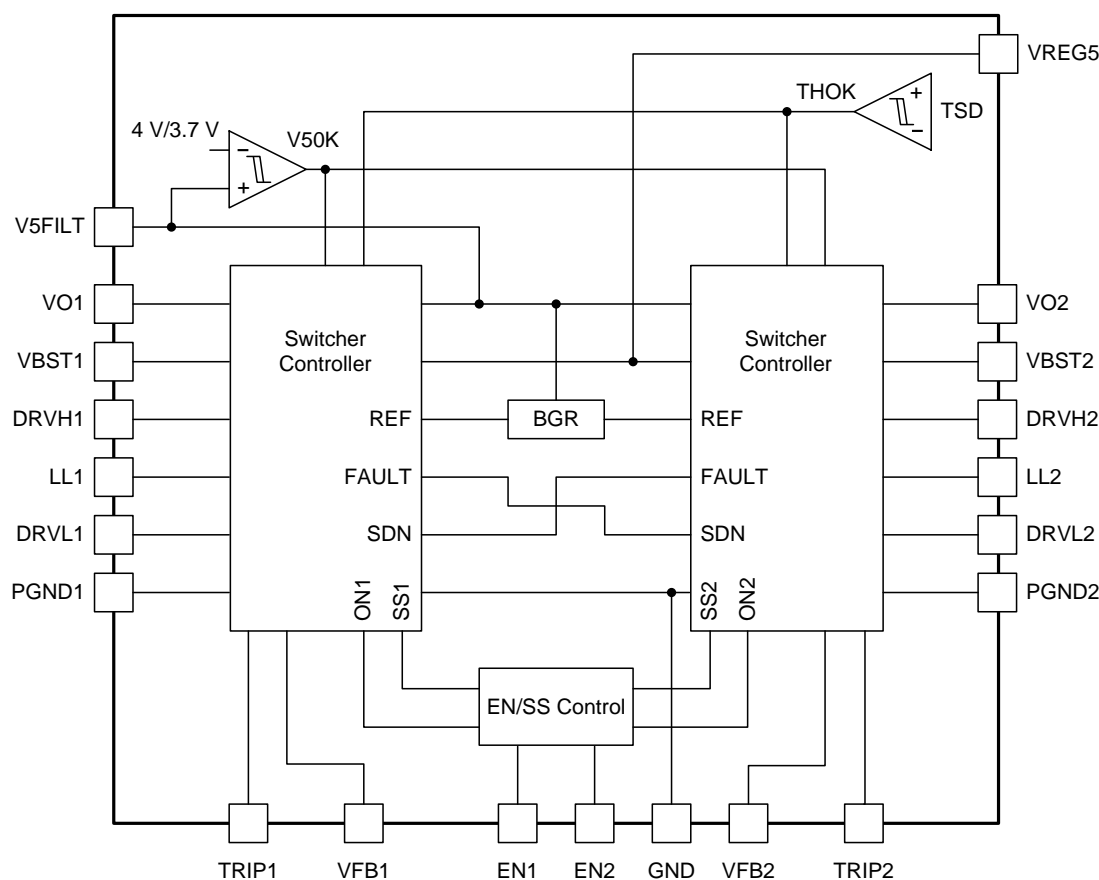 VREG5
THOK
TSD
4 V/3.7 V
V50K
V5FILT
VO1
VO2
Switcher
Controller
Switcher
Controller
VBST1
VBST2
DRVH1
REF
BGR
REF
DRVH2
LL1
FAULT
FAULT
LL2
DRVL1
SDN
SDN
DRVL2
PGND1
ON1
SS1
SS2
ON2
PGND2
EN/SS Control
TRIP1
VFB1
EN1
EN2
GND
VFB2
TRIP2